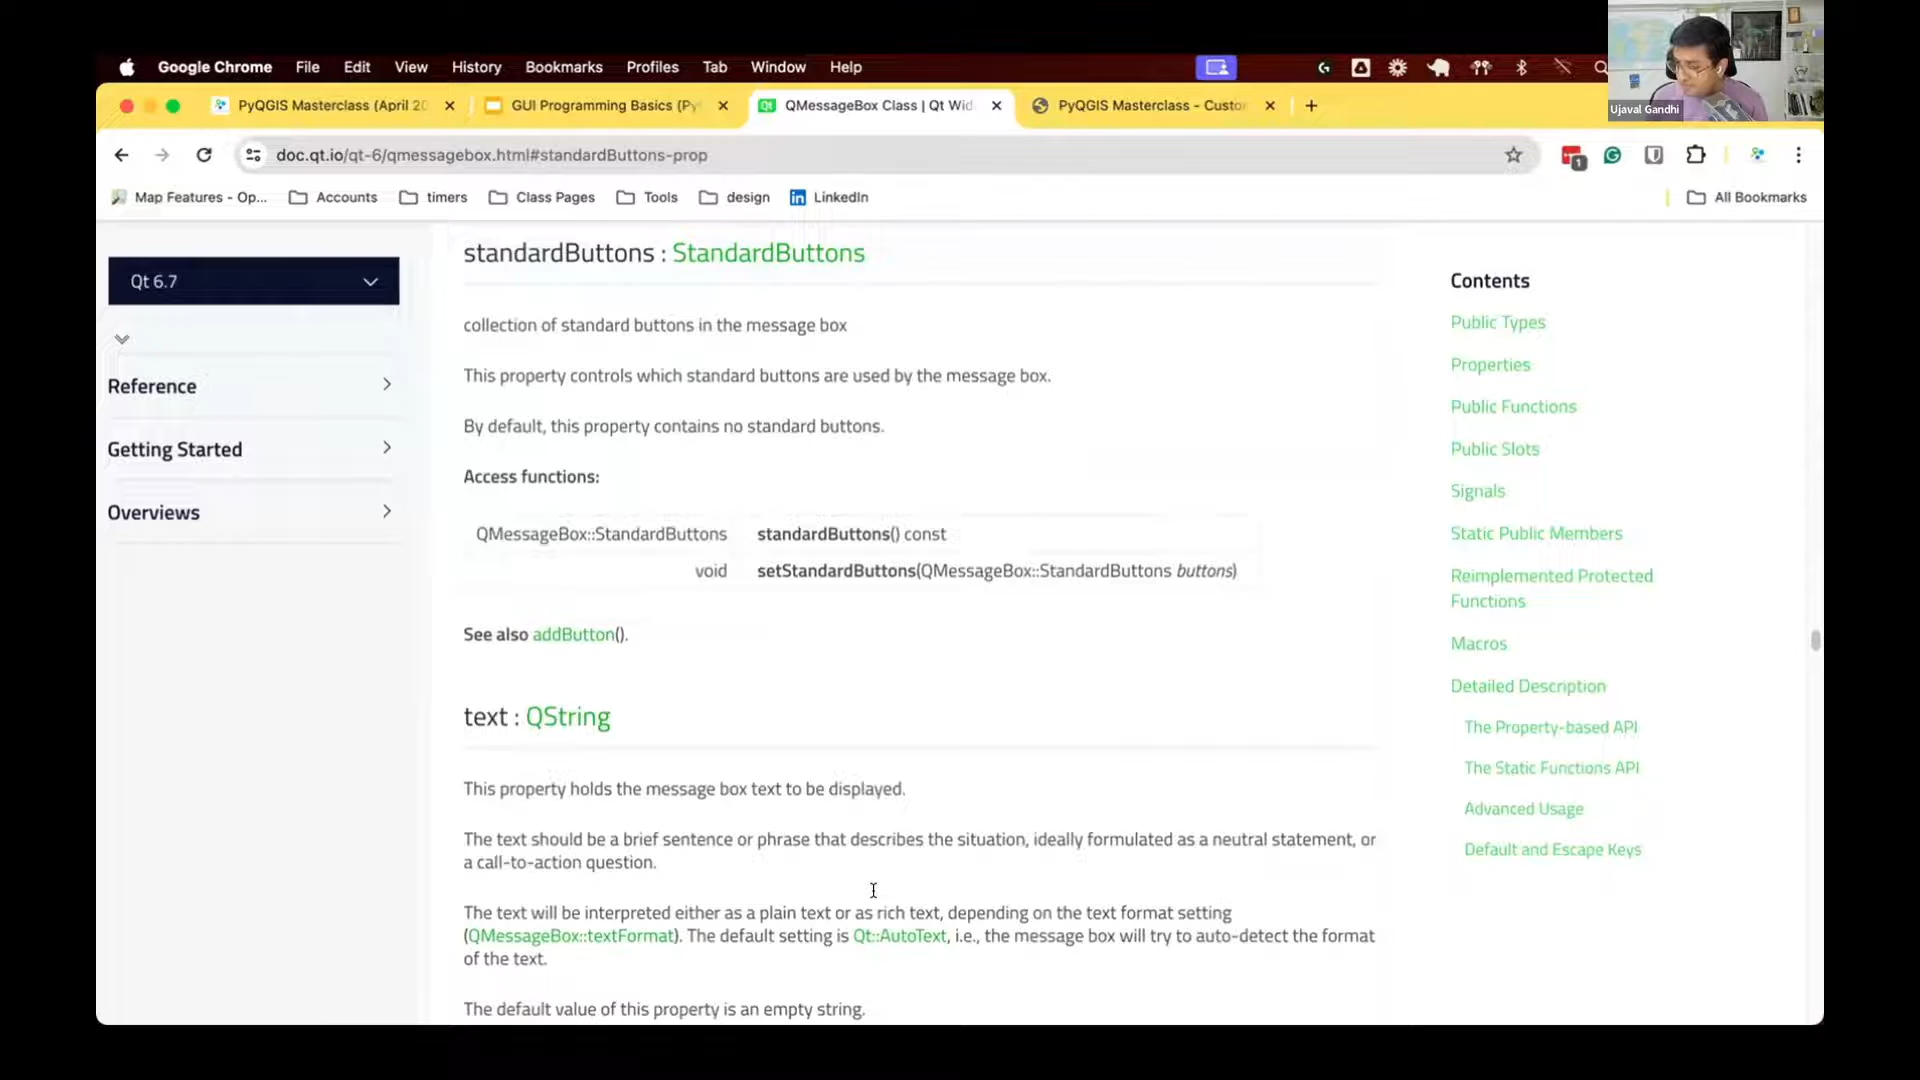 Google Chrome File Edit View History Bookmarks Profiles Tab Window Help
Ujaval Gandhi
PyQGIS Masterclass (April 20
GUI Programming Basics (Py
QMessageBox Class | Qt Wid
PyQGIS Masterclass - Custo
doc.qt.io/qt-6/qmessagebox.html#standardButtons-prop
1
Map Features - Op...
Accounts
timers
Class Pages
Tools
design
LinkedIn
All Bookmarks
Qt 6.7
Reference
Getting Started
Overviews
standardButtons : StandardButtons
collection of standard buttons in the message box
This property controls which standard buttons are used by the message box.
By default, this property contains no standard buttons.
Access functions:
QMessageBox::StandardButtons standardButtons() const
void setStandardButtons(QMessageBox::StandardButtons buttons)
See also addButton().
text : QString
This property holds the message box text to be displayed.
The text should be a brief sentence or phrase that describes the situation, ideally formulated as a neutral statement, or
a call-to-action question.
The text will be interpreted either as a plain text or as rich text, depending on the text format setting
(QMessageBox::textFormat). The default setting is Qt::AutoText, i.e., the message box will try to auto-detect the format
of the text.
The default value of this property is an empty string.
Contents
Public Types
Properties
Public Functions
Public Slots
Signals
Static Public Members
Reimplemented Protected
Functions
Macros
Detailed Description
The Property-based API
The Static Functions API
Advanced Usage
Default and Escape Keys